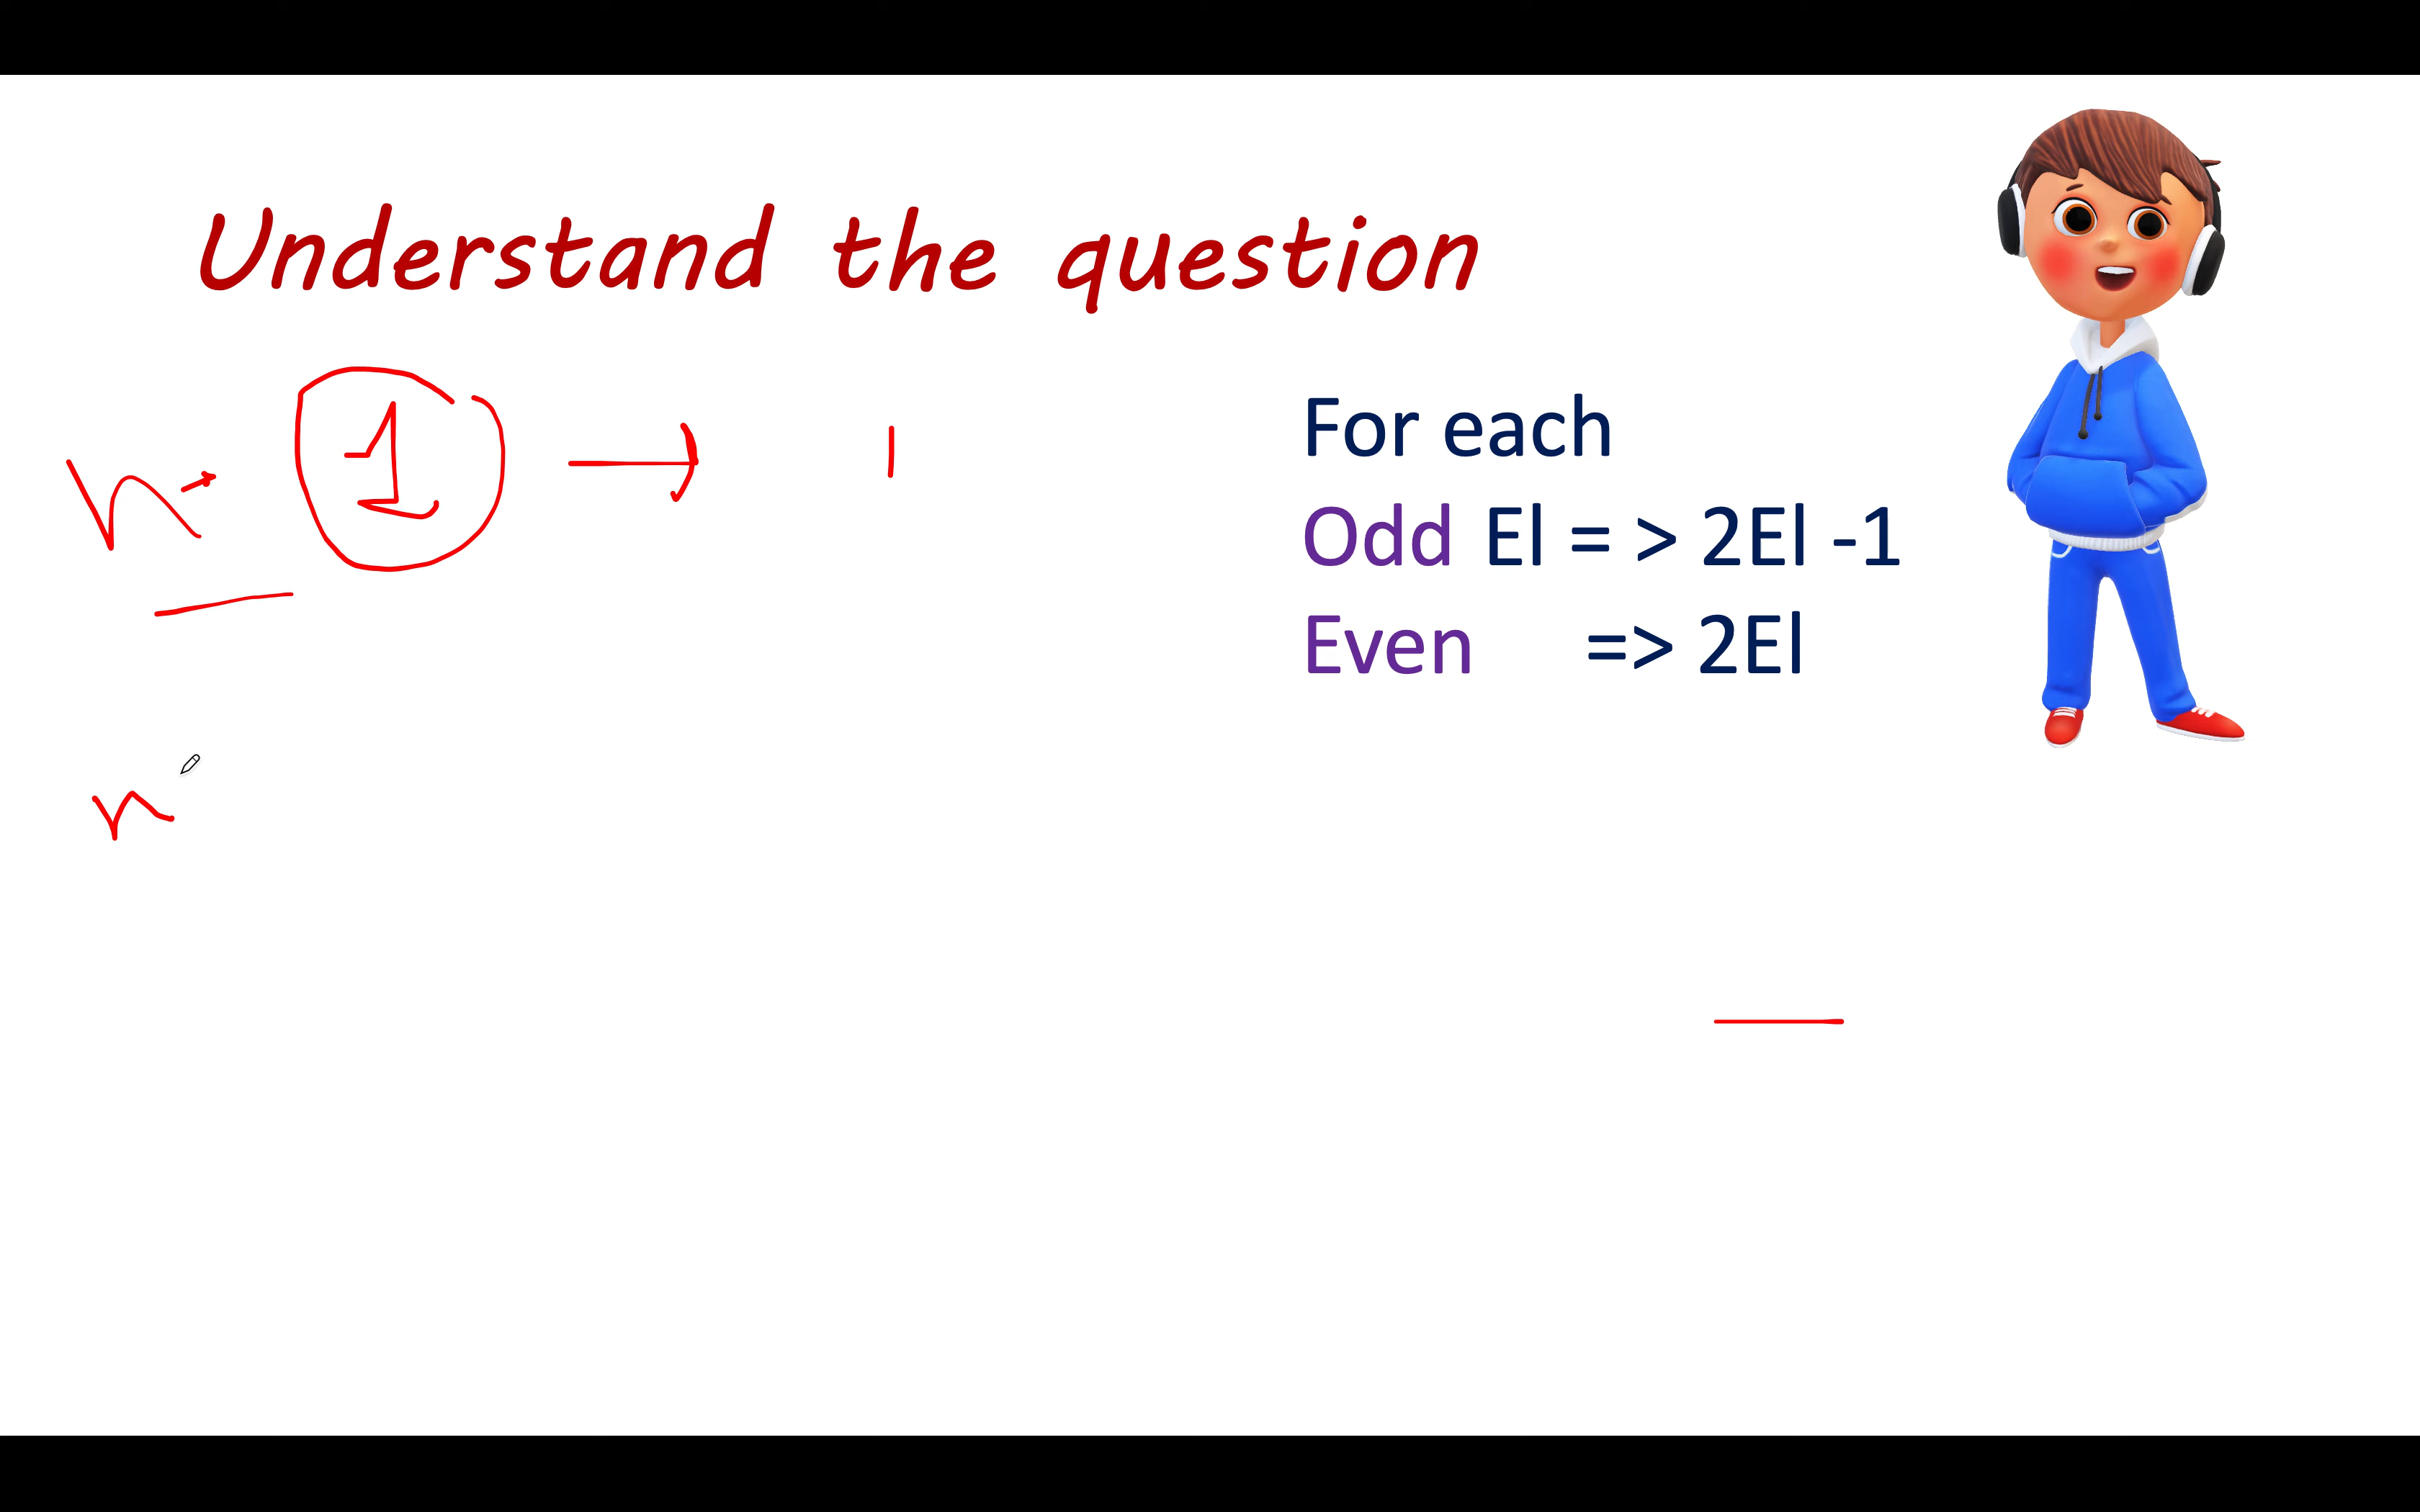 Understand the question
n → 1 → 1
For each
Odd El = > 2El -1
Even => 2El
n